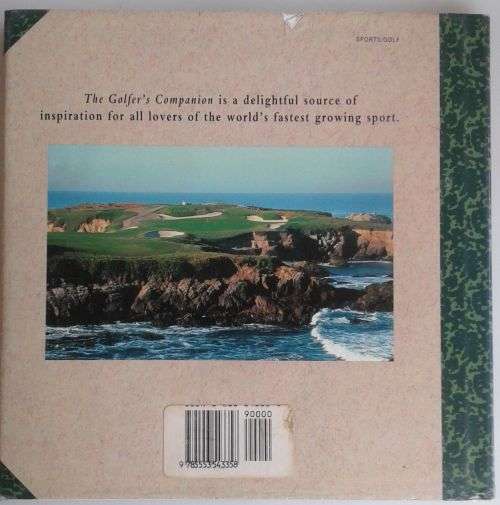 SPORTS/GOLF
The Golfer's Companion is a delightful source of
inspiration for all lovers of the world's fastest growing sport.
90000
9 785553 543358